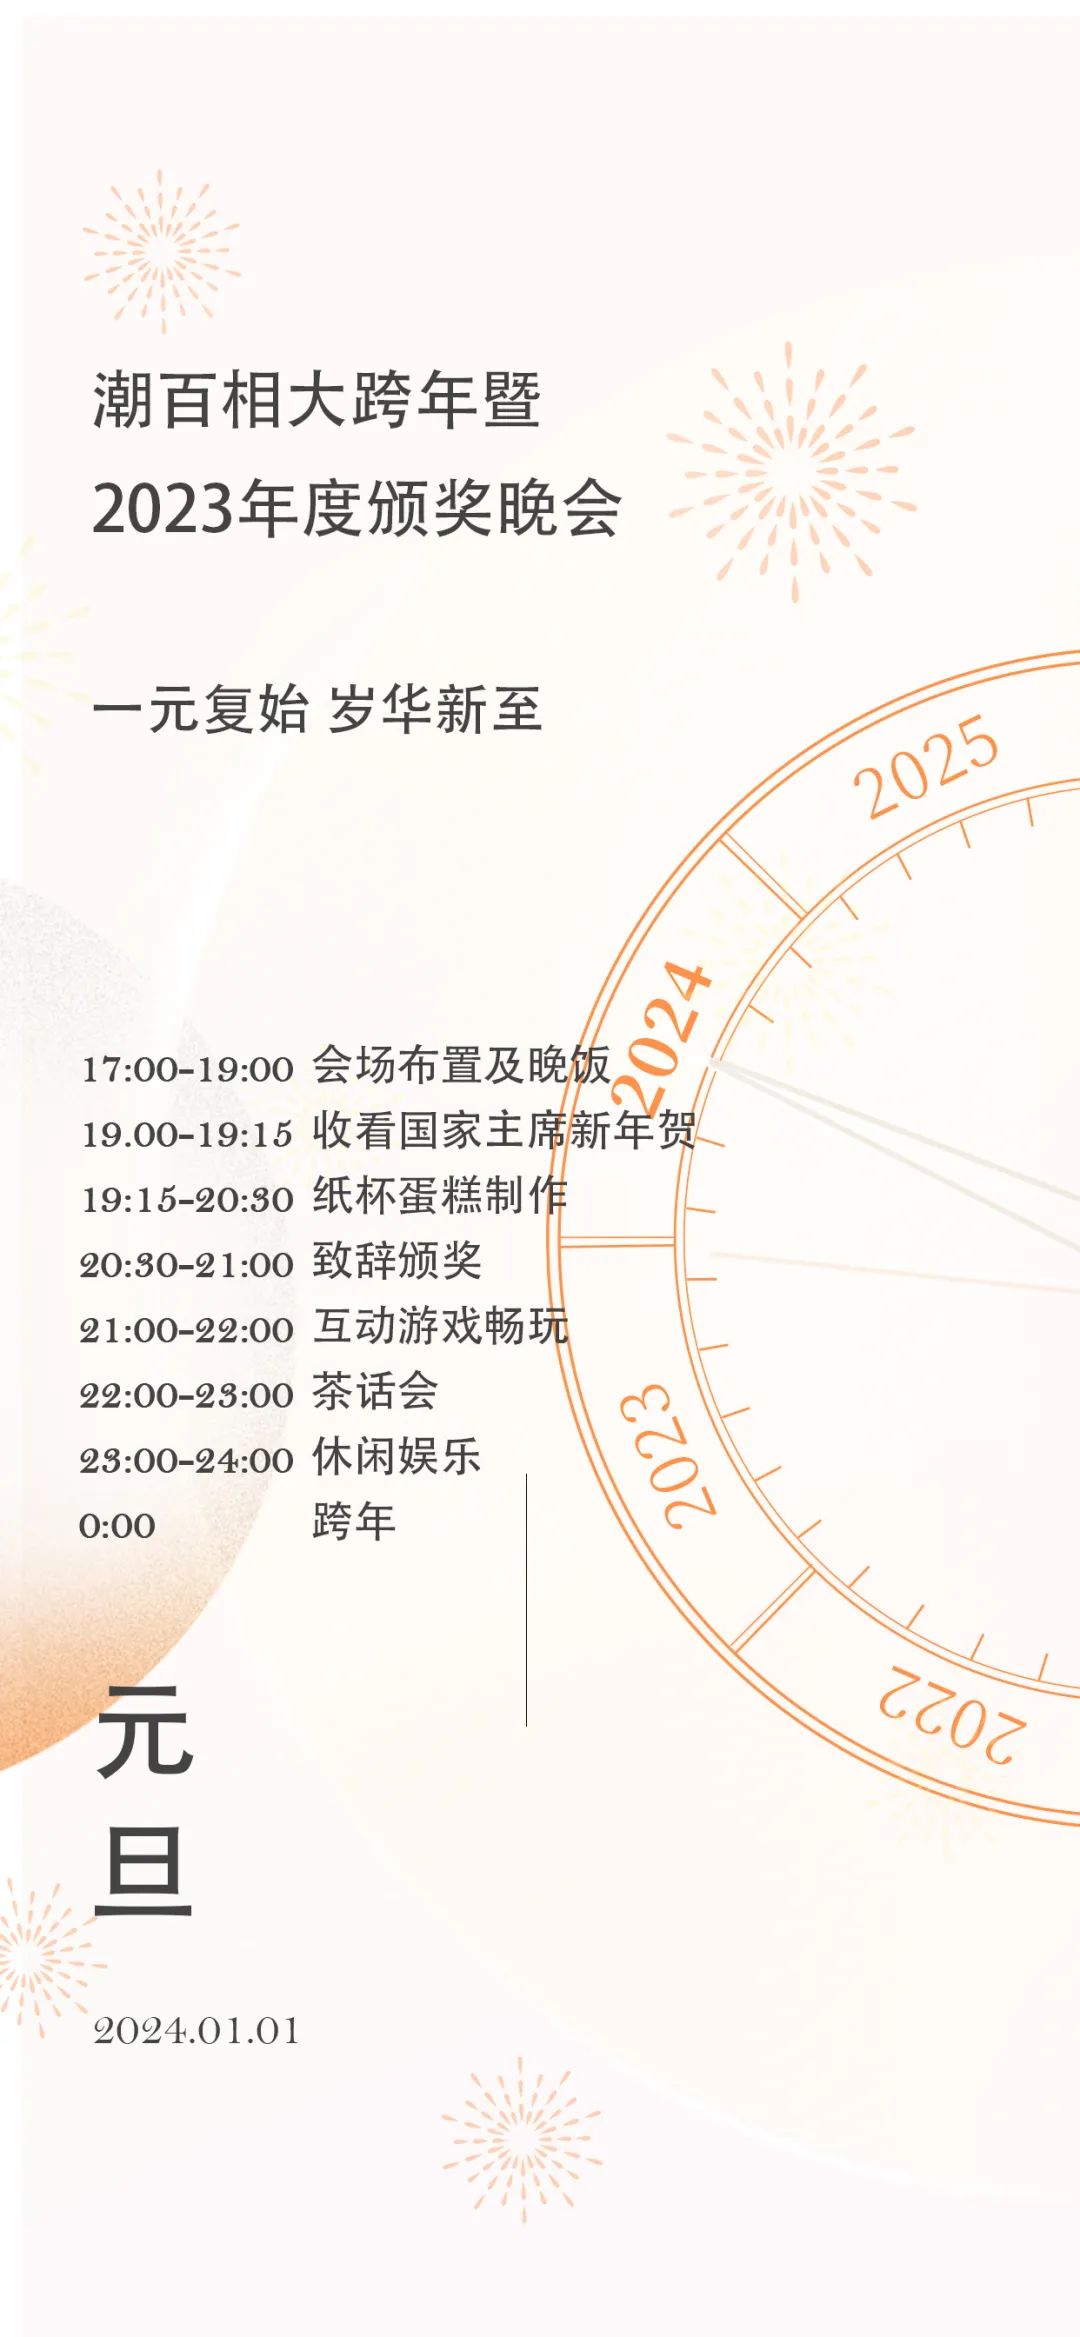 潮百相大跨年暨
2023年度颁奖晚会
一元复始 岁华新至
2025
2024
17:00-19:00 会场布置及晚饭
19.00-19:15 收看国家主席新年贺
19:15-20:30 纸杯蛋糕制作
20:30-21:00 致辞颁奖
21:00-22:00 互动游戏畅玩
22:00-23:00 茶话会
23:00-24:00 休闲娱乐
0:00 跨年
2023
2022
元
旦
2024.01.01